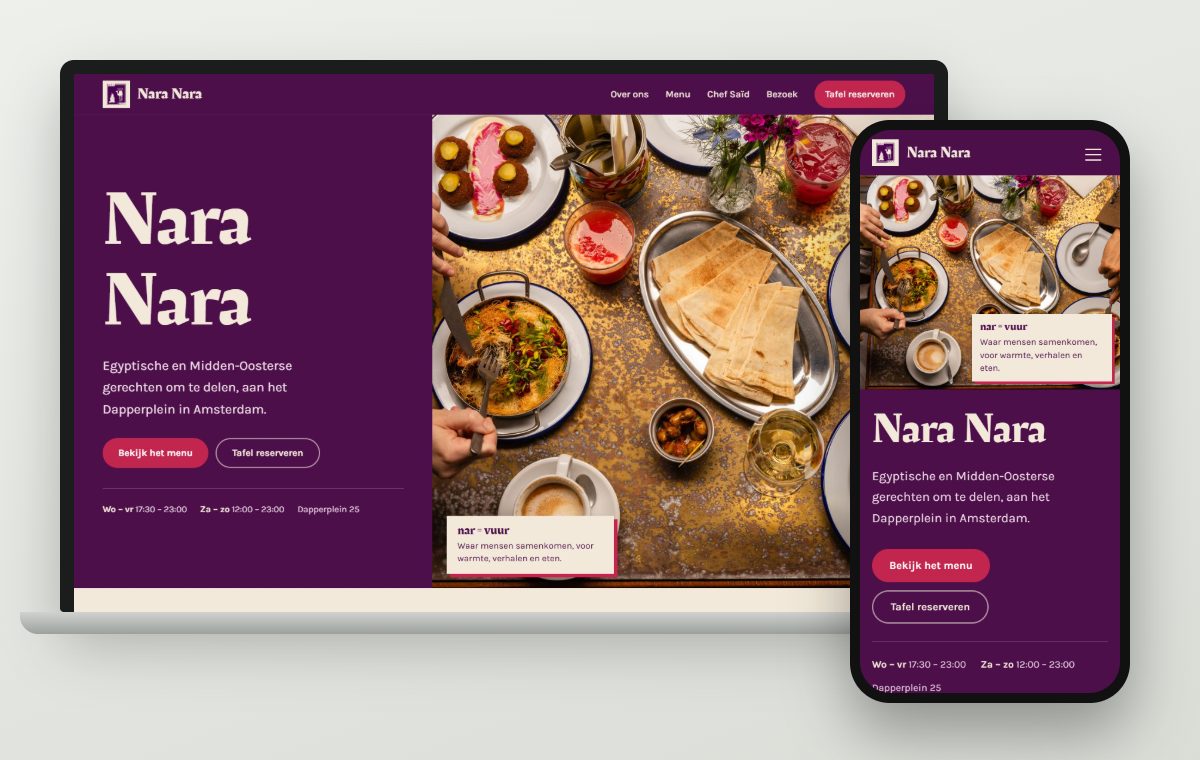 Nara Nara
Over ons
Menu
Chef Saïd
Bezoek
Tafel reserveren
Nara
Nara
Egyptische en Midden-Oosterse
gerechten om te delen, aan het
Dapperplein in Amsterdam.
Bekijk het menu
Tafel reserveren
Wo – vr 17:30 – 23:00
Za – zo 12:00 – 23:00
Dapperplein 25
nar = vuur
Waar mensen samenkomen, voor
warmte, verhalen en eten.
Nara Nara
nar = vuur
Waar mensen samenkomen,
voor warmte, verhalen en
eten.
Nara Nara
Egyptische en Midden-Oosterse
gerechten om te delen, aan het
Dapperplein in Amsterdam.
Bekijk het menu
Tafel reserveren
Wo – vr 17:30 – 23:00
Za – zo 12:00 – 23:00
Dapperplein 25